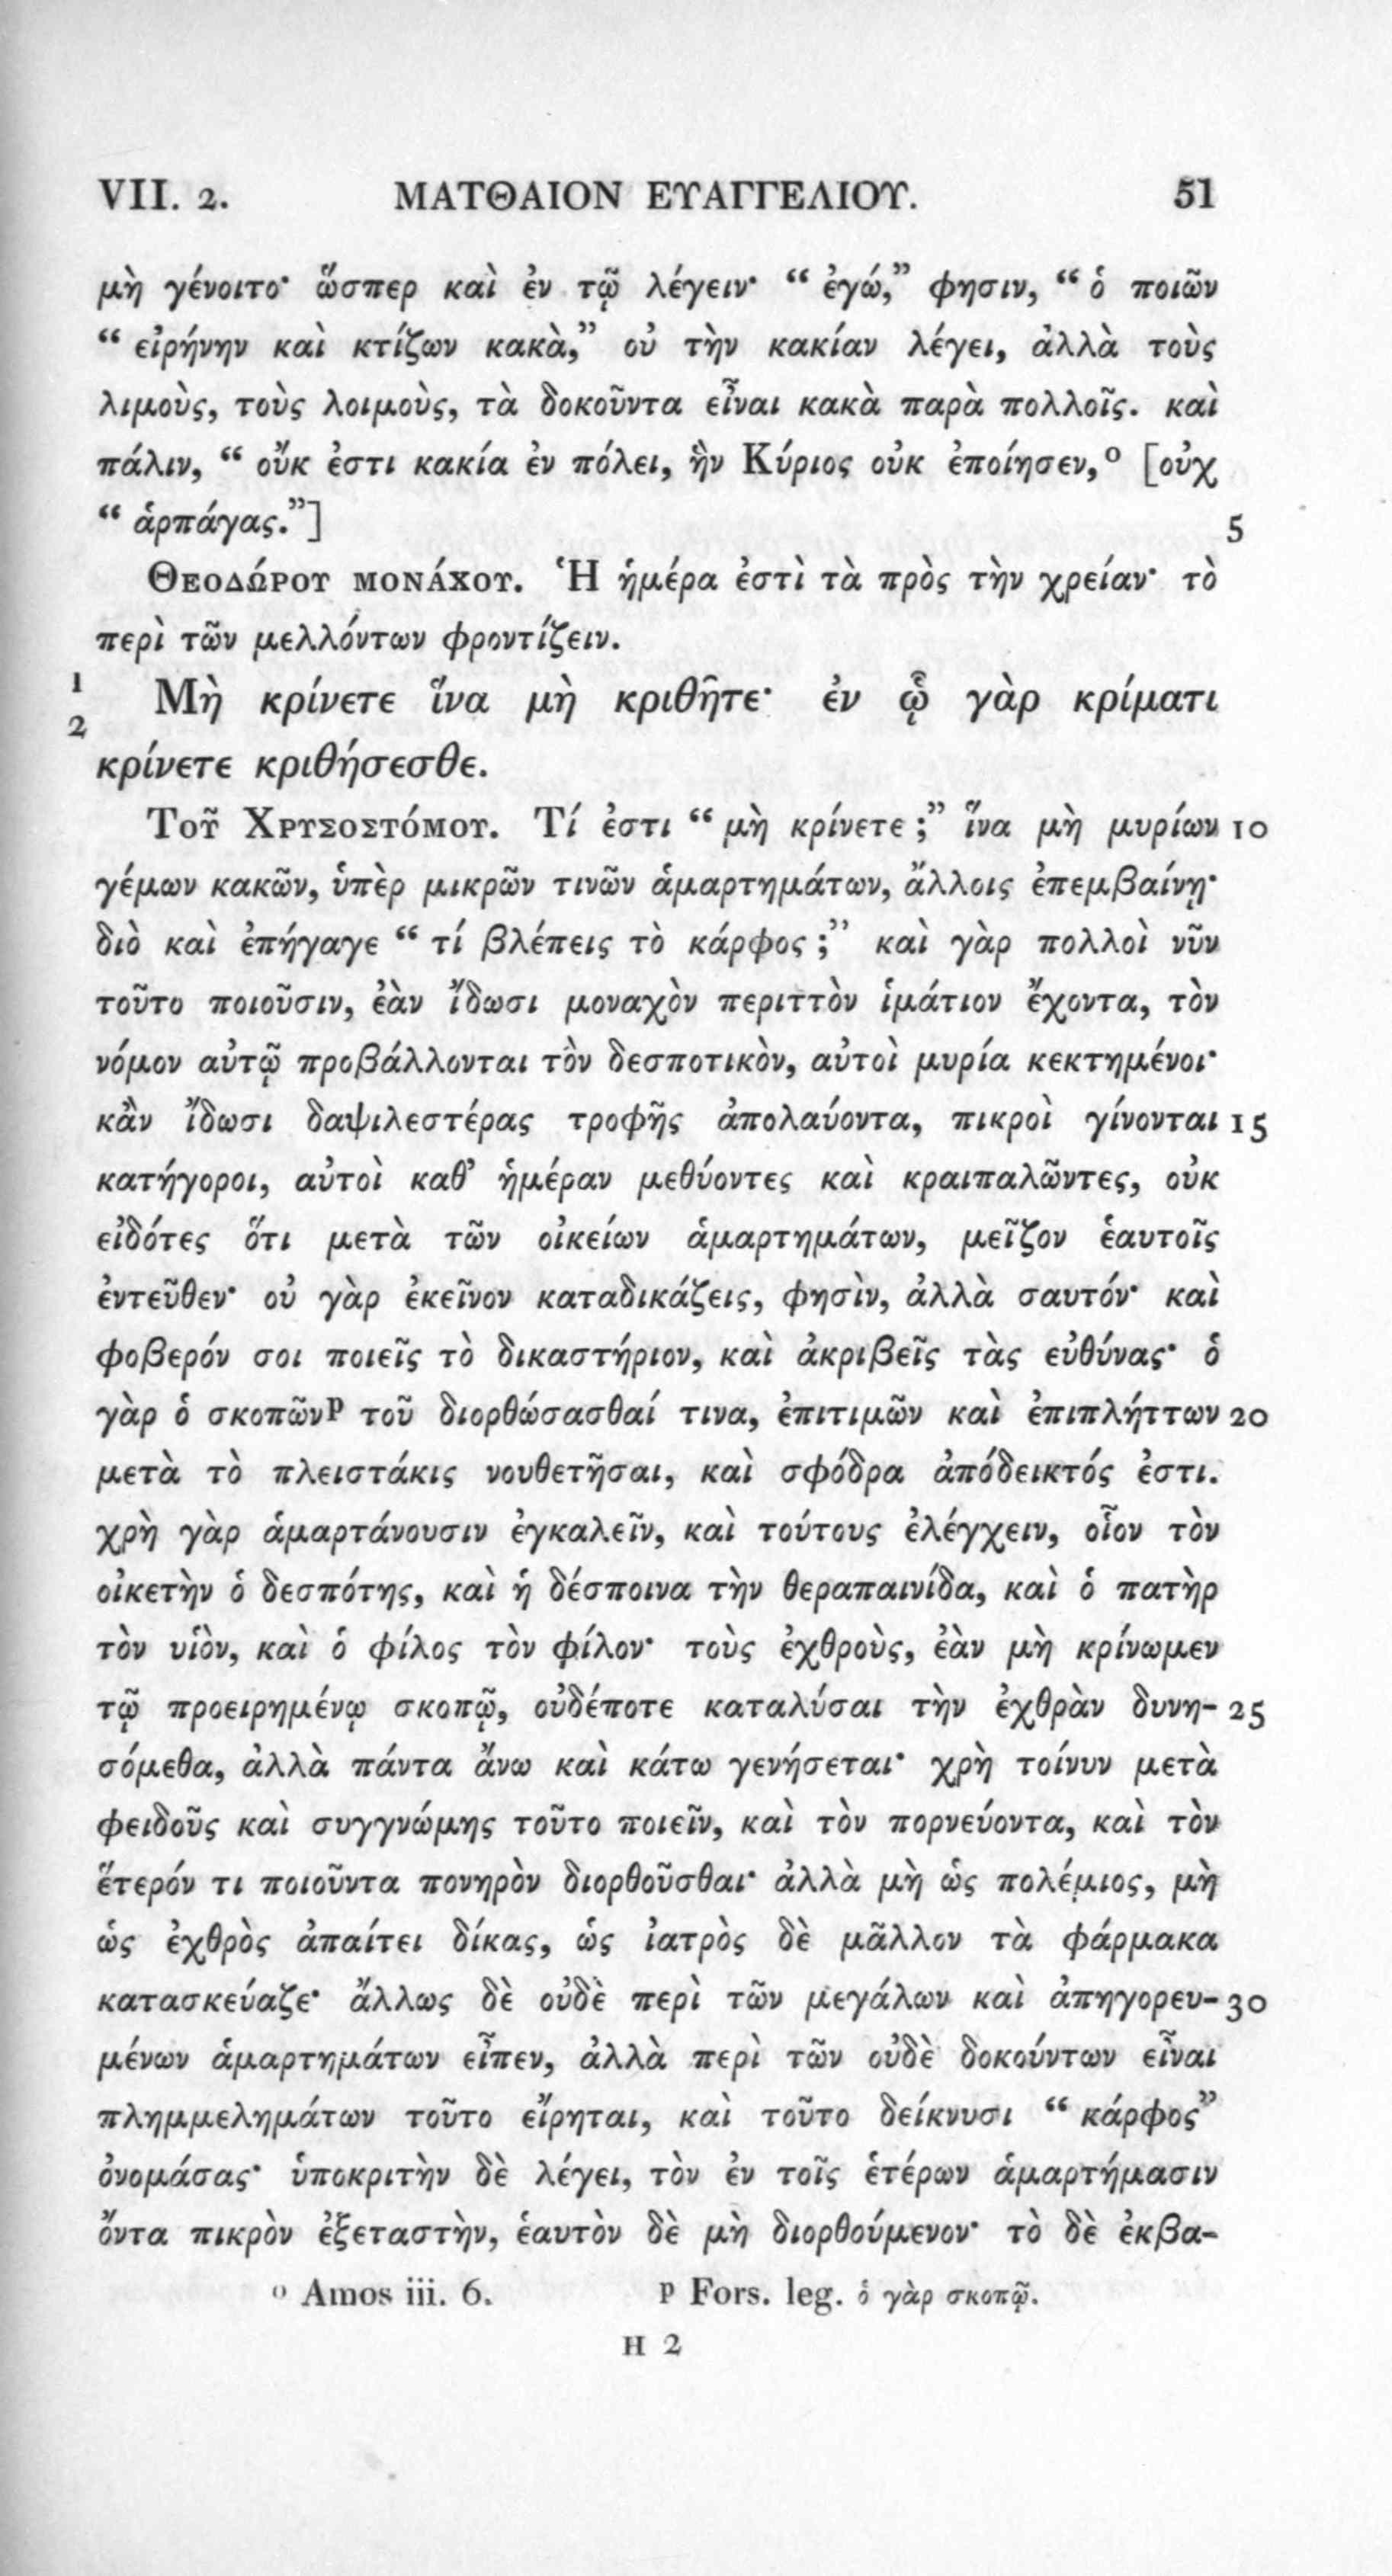 VII. 2. ΜΑΤΘΑΙΟΝ ΕΥΑΓΓΕΛΙΟΥ. 51
μὴ γένοιτο· ὥσπερ καὶ ἐν τῷ λέγειν· “ ἐγώ,” φησιν, “ ὁ ποιῶν
“ εἰρήνην καὶ κτίζων κακὰ,” οὐ τὴν κακίαν λέγει, ἀλλὰ τοὺς
λιμοὺς, τοὺς λοιμοὺς, τὰ δοκοῦντα εἶναι κακὰ παρὰ πολλοῖς. καὶ
πάλιν, “ οὔκ ἐστι κακία ἐν πόλει, ἢν Κύριος οὐκ ἐποίησεν,ᵒ [οὐχ
“ ἁρπάγας.”] 5
Θεοδώρου μονάχου. Ἡ ἡμέρα ἐστὶ τὰ πρὸς τὴν χρείαν· τὸ
περὶ τῶν μελλόντων φροντίζειν.
1 Μὴ κρίνετε ἵνα μὴ κριθῆτε· ἐν ᾧ γὰρ κρίματι
2 κρίνετε κριθήσεσθε.
Τοῦ Χρυσοστόμου. Τί ἐστι “ μὴ κρίνετε ;” ἵνα μὴ μυρίων 10
γέμων κακῶν, ὑπὲρ μικρῶν τινῶν ἁμαρτημάτων, ἄλλοις ἐπεμβαίνῃ·
διὸ καὶ ἐπήγαγε “ τί βλέπεις τὸ κάρφος ;” καὶ γὰρ πολλοὶ νῦν
τοῦτο ποιοῦσιν, ἐὰν ἴδωσι μοναχὸν περιττὸν ἱμάτιον ἔχοντα, τὸν
νόμον αὐτῷ προβάλλονται τὸν δεσποτικὸν, αὐτοὶ μυρία κεκτημένοι·
κἂν ἴδωσι δαψιλεστέρας τροφῆς ἀπολαύοντα, πικροὶ γίνονται 15
κατήγοροι, αὐτοὶ καθ’ ἡμέραν μεθύοντες καὶ κραιπαλῶντες, οὐκ
εἰδότες ὅτι μετὰ τῶν οἰκείων ἁμαρτημάτων, μεῖζον ἑαυτοῖς
ἐντεῦθεν· οὐ γὰρ ἐκεῖνον καταδικάζεις, φησὶν, ἀλλὰ σαυτόν· καὶ
φοβερόν σοι ποιεῖς τὸ δικαστήριον, καὶ ἀκριβεῖς τὰς εὐθύνας· ὁ
γὰρ ὁ σκοπῶνᵖ τοῦ διορθώσασθαί τινα, ἐπιτιμῶν καὶ ἐπιπλήττων 20
μετὰ τὸ πλειστάκις νουθετῆσαι, καὶ σφόδρα ἀπόδεικτός ἐστι.
χρὴ γὰρ ἁμαρτάνουσιν ἐγκαλεῖν, καὶ τούτους ἐλέγχειν, οἷον τὸν
οἰκετὴν ὁ δεσπότης, καὶ ἡ δέσποινα τὴν θεραπαινίδα, καὶ ὁ πατὴρ
τὸν υἱὸν, καὶ ὁ φίλος τὸν φίλον· τοὺς ἐχθροὺς, ἐὰν μὴ κρίνωμεν
τῷ προειρημένῳ σκοπῷ, οὐδέποτε καταλύσαι τὴν ἐχθρὰν δυνη- 25
σόμεθα, ἀλλὰ πάντα ἄνω καὶ κάτω γενήσεται· χρὴ τοίνυν μετὰ
φειδοῦς καὶ συγγνώμης τοῦτο ποιεῖν, καὶ τὸν πορνεύοντα, καὶ τὸν
ἕτερόν τι ποιοῦντα πονηρὸν διορθοῦσθαι· ἀλλὰ μὴ ὡς πολέμιος, μὴ
ὡς ἐχθρὸς ἀπαίτει δίκας, ὡς ἰατρὸς δὲ μᾶλλον τὰ φάρμακα
κατασκεύαζε· ἄλλως δὲ οὐδὲ περὶ τῶν μεγάλων καὶ ἀπηγορευ- 30
μένων ἁμαρτημάτων εἶπεν, ἀλλὰ περὶ τῶν οὐδὲ δοκούντων εἶναι
πλημμελημάτων τοῦτο εἴρηται, καὶ τοῦτο δείκνυσι “ κάρφος”
ὀνομάσας· ὑποκριτὴν δὲ λέγει, τὸν ἐν τοῖς ἑτέρων ἁμαρτήμασιν
ὄντα πικρὸν ἐξεταστὴν, ἑαυτὸν δὲ μὴ διορθούμενον· τὸ δὲ ἐκβα-
ᵒ Amos iii. 6. ᵖ Fors. leg. ὁ γὰρ σκοπῷ.
H 2